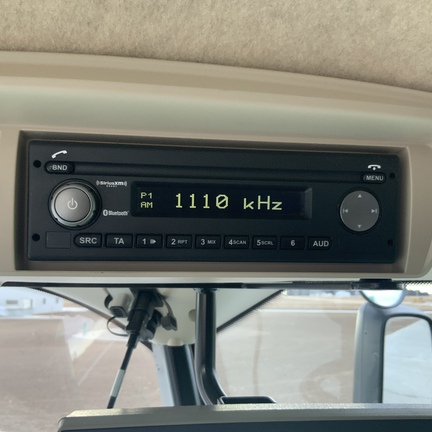 BND
MENU
((SiriusXM))
READY
Bluetooth®
P1
AM
1110 kHz
SRC
TA
1
2 RPT
3 MIX
4 SCAN
5 SCRL
6
AUD